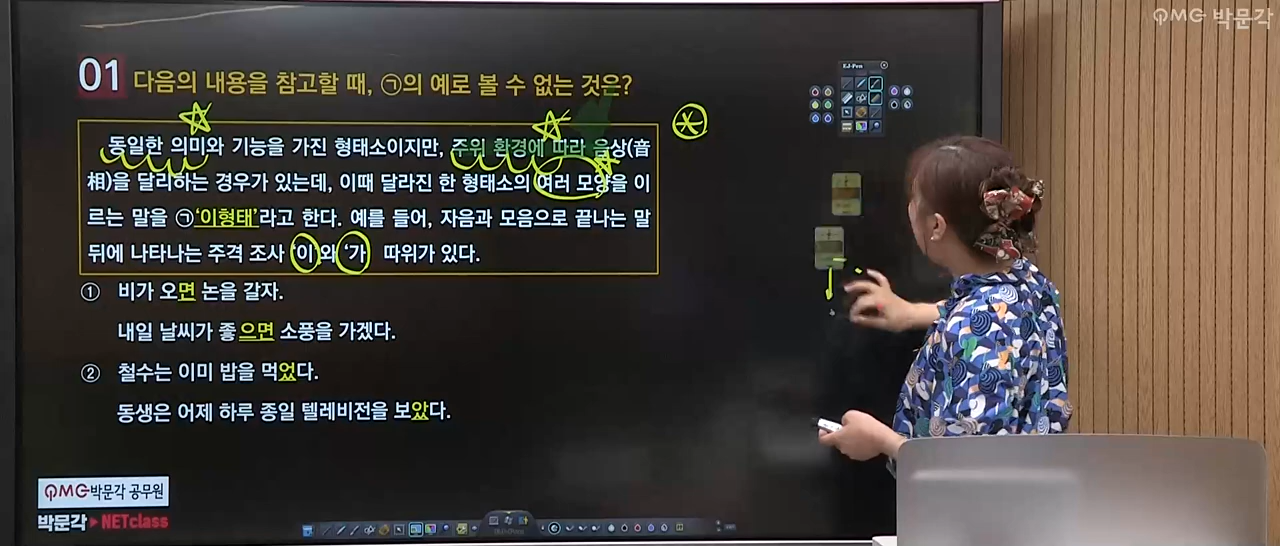 PMG 박문각
01 다음의 내용을 참고할 때, ㉠의 예로 볼 수 없는 것은?
동일한 의미와 기능을 가진 형태소이지만, 주위 환경에 따라 음상(音
相)을 달리하는 경우가 있는데, 이때 달라진 한 형태소의 여러 모양을 이
르는 말을 ㉠'이형태'라고 한다. 예를 들어, 자음과 모음으로 끝나는 말
뒤에 나타나는 주격 조사 '이'와 '가' 따위가 있다.
① 비가 오면 논을 갈자.
내일 날씨가 좋으면 소풍을 가겠다.
② 철수는 이미 밥을 먹었다.
동생은 어제 하루 종일 텔레비전을 보았다.
PMG 박문각 공무원
박문각 ▶ NETclass